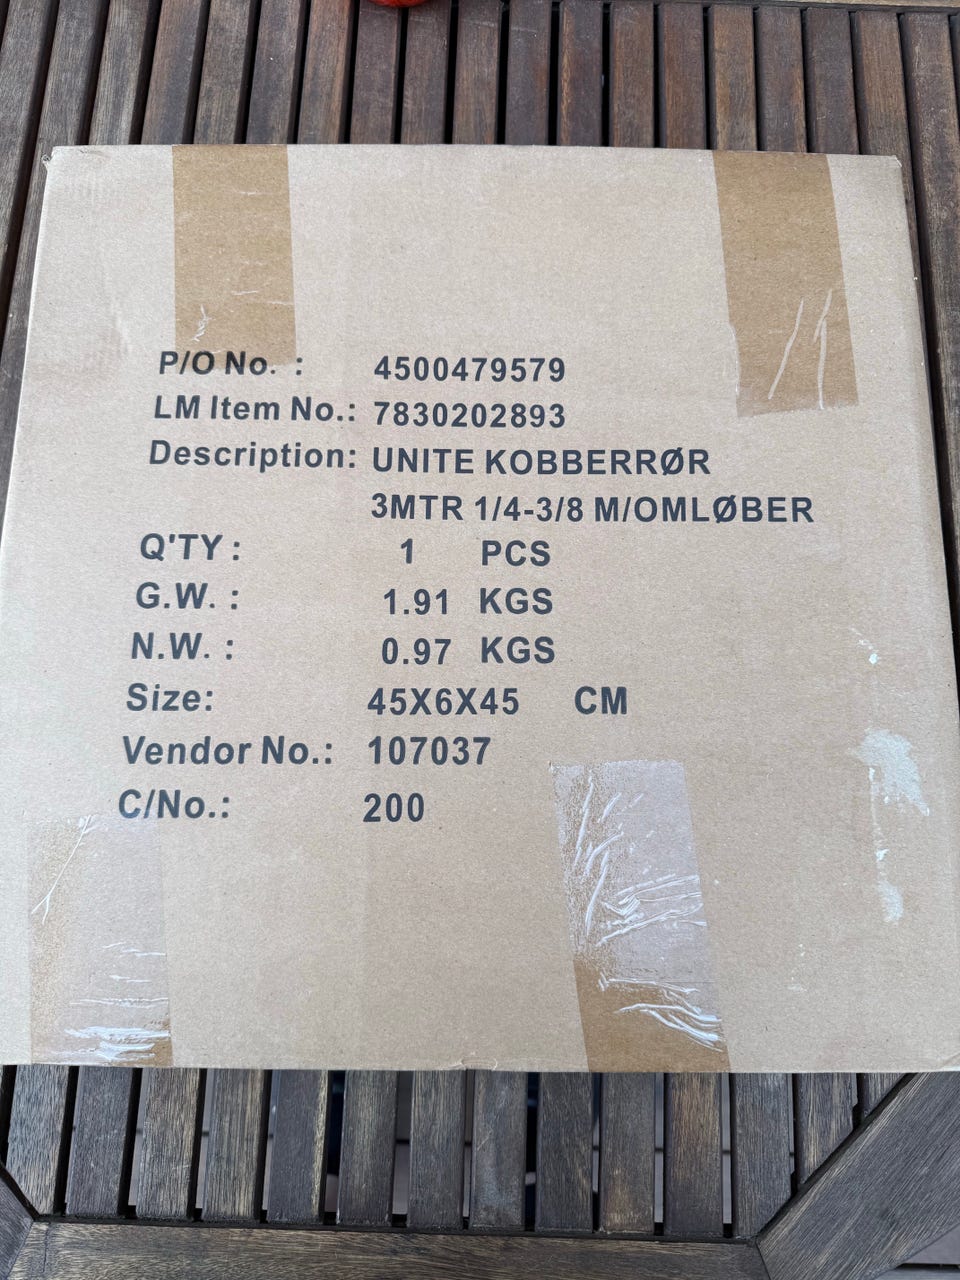 P/O No. : 4500479579
LM Item No.: 7830202893
Description: UNITE KOBBERRØR
3MTR 1/4-3/8 M/OMLØBER
Q'TY : 1 PCS
G.W. : 1.91 KGS
N.W. : 0.97 KGS
Size: 45X6X45 CM
Vendor No.: 107037
C/No.: 200